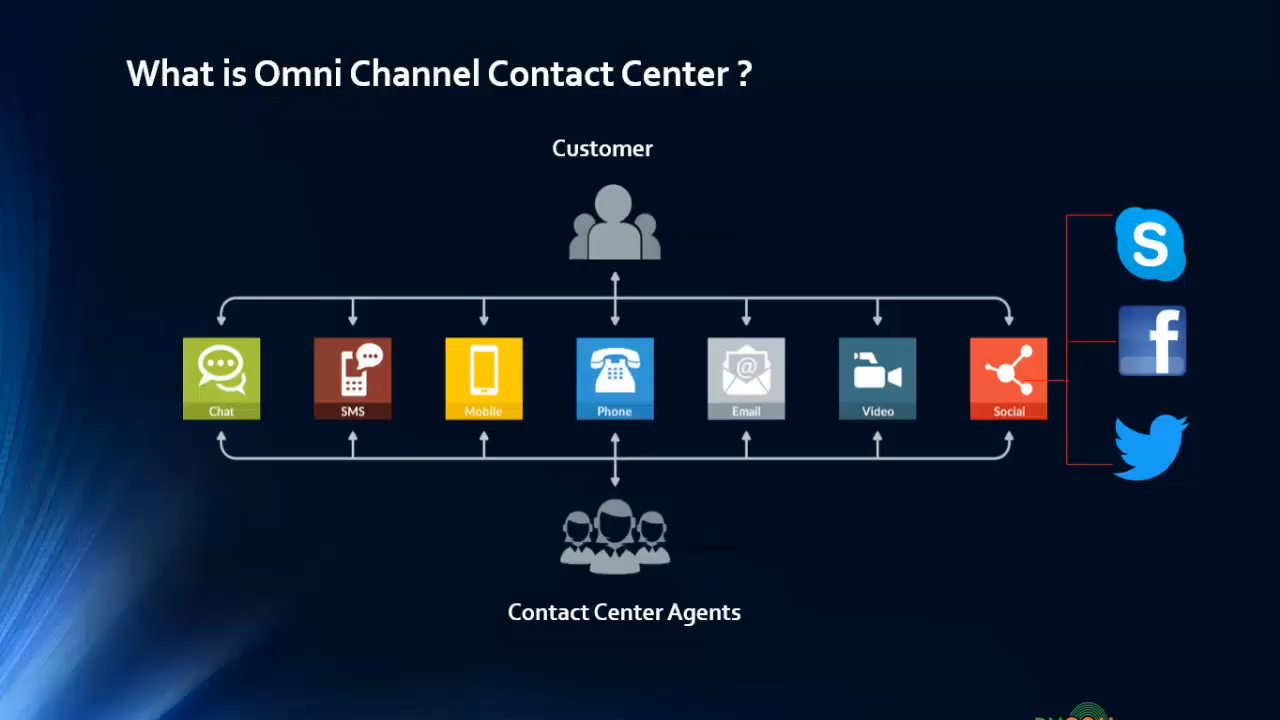 What is Omni Channel Contact Center ?
Customer
Chat
SMS
Mobile
Phone
Email
Video
Social
Contact Center Agents